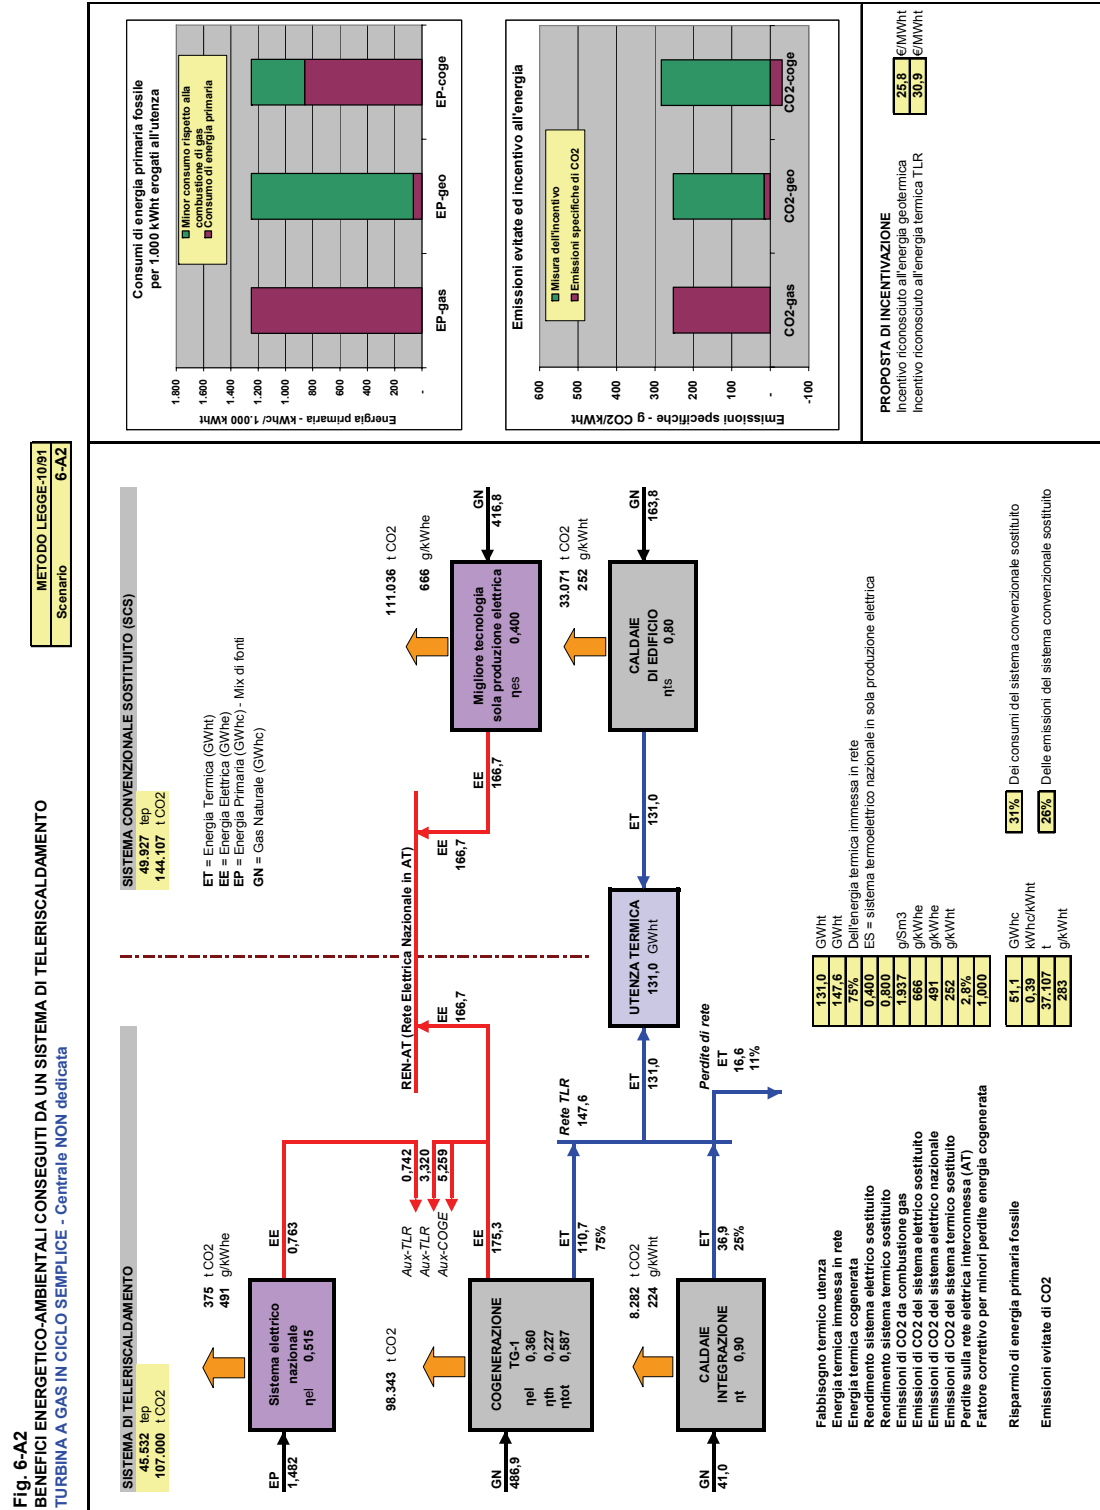 Fig. 6-A2
BENEFICI ENERGETICO-AMBIENTALI CONSEGUITI DA UN SISTEMA DI TELERISCALDAMENTO
TURBINA A GAS IN CICLO SEMPLICE - Centrale NON dedicata
METODO LEGGE-10/91
Scenario 6-A2
SISTEMA DI TELERISCALDAMENTO
45.532 tep
107.000 t CO2
SISTEMA CONVENZIONALE SOSTITUITO (SCS)
49.927 tep
144.107 t CO2
ET = Energia Termica (GWht)
EE = Energia Elettrica (GWhe)
EP = Energia Primaria (GWhc) - Mix di fonti
GN = Gas Naturale (GWhc)
375 t CO2
491 g/kWhe
EP
1,482
Sistema elettrico
nazionale
ηel 0,515
EE
0,763
Aux-TLR 0,742
Aux-TLR 3,320
Aux-COGE 5,259
REN-AT (Rete Elettrica Nazionale in AT)
EE
166,7
EE
166,7
EE
166,7
111.036 t CO2
666 g/kWhe
Migliore tecnologia
sola produzione elettrica
ηes 0,400
GN
416,8
98.343 t CO2
GN
486,9
COGENERAZIONE
TG-1
ηel 0,360
ηth 0,227
ηtot 0,587
EE
175,3
ET
110,7
75%
Rete TLR
147,6
ET
131,0
UTENZA TERMICA
131,0 GWht
ET
131,0
33.071 t CO2
252 g/kWht
CALDAIE
DI EDIFICIO
ηts 0,80
GN
163,8
8.282 t CO2
224 g/kWht
GN
41,0
CALDAIE
INTEGRAZIONE
ηt 0,90
ET
36,9
25%
Perdite di rete
ET
16,6
11%
Fabbisogno termico utenza 131,0 GWht
Energia termica immessa in rete 147,6 GWht
Energia termica cogenerata 75% Dell'energia termica immessa in rete
Rendimento sistema elettrico sostituito 0,400 ES = sistema termoelettrico nazionale in sola produzione elettrica
Rendimento sistema termico sostituito 0,800
Emissioni di CO2 da combustione gas 1.937 g/Sm3
Emissioni di CO2 del sistema elettrico sostituito 666 g/kWhe
Emissioni di CO2 del sistema elettrico nazionale 491 g/kWhe
Emissioni di CO2 del sistema termico sostituito 252 g/kWht
Perdite sulla rete elettrica interconnessa (AT) 2,8%
Fattore correttivo per minori perdite energia cogenerata 1,000
Risparmio di energia primaria fossile 51,1 GWhc 31% Dei consumi del sistema convenzionale sostituito
0,39 kWhc/kWht
Emissioni evitate di CO2 37.107 t 26% Delle emissioni del sistema convenzionale sostituito
283 g/kWht
Consumi di energia primaria fossile
per 1.000 kWht erogati all'utenza
Minor consumo rispetto alla
combustione di gas
Consumo di energia primaria
Energia primaria - kWhc/ 1.000 kWht
1.800
1.600
1.400
1.200
1.000
800
600
400
200
-
EP-gas
EP-geo
EP-coge
Emissioni evitate ed incentivo all'energia
Misura dell'incentivo
Emissioni specifiche di CO2
Emissioni specifiche - g CO2/kWht
600
500
400
300
200
100
-
-100
CO2-gas
CO2-geo
CO2-coge
PROPOSTA DI INCENTIVAZIONE
Incentivo riconosciuto all'energia geotermica 25,8 €/MWht
Incentivo riconosciuto all'energia termica TLR 30,9 €/MWht